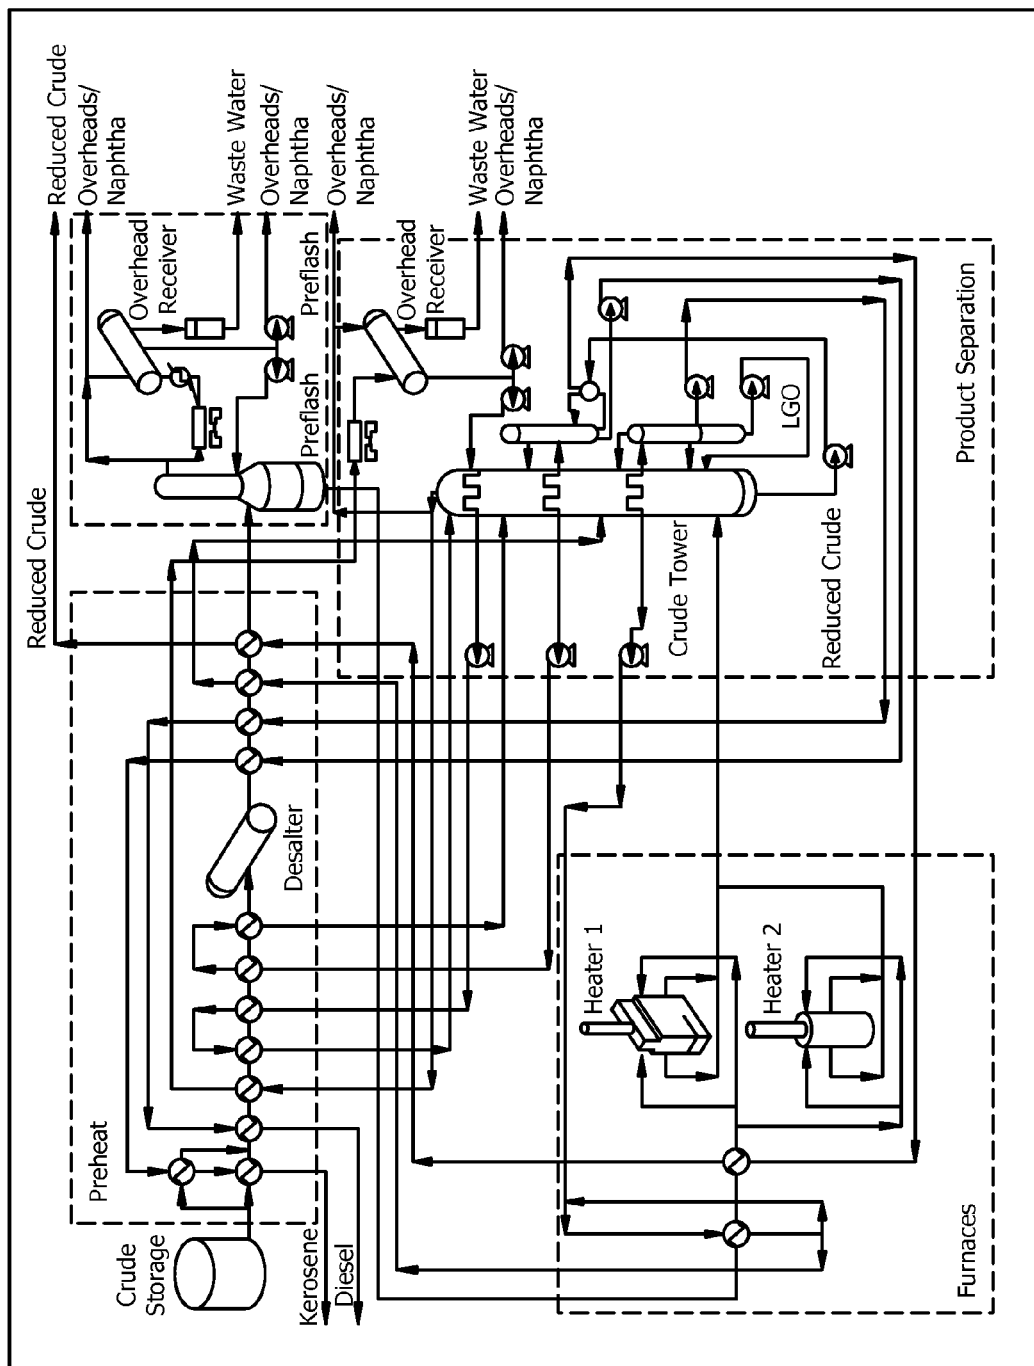 Reduced Crude
Overheads/
Naphtha
Waste Water
Overheads/
Naphtha
Overheads/
Naphtha
Waste Water
Overheads/
Naphtha
Overhead
Receiver
Preflash
Preflash
Overhead
Receiver
Product Separation
LGO
Reduced Crude
Crude Tower
Reduced Crude
Desalter
Preheat
Heater 1
Heater 2
Furnaces
Crude
Storage
Kerosene
Diesel